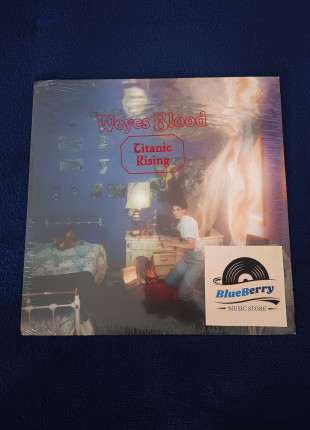 Weyes Blood
Titanic
Rising
BlueBerry
MUSIC STORE